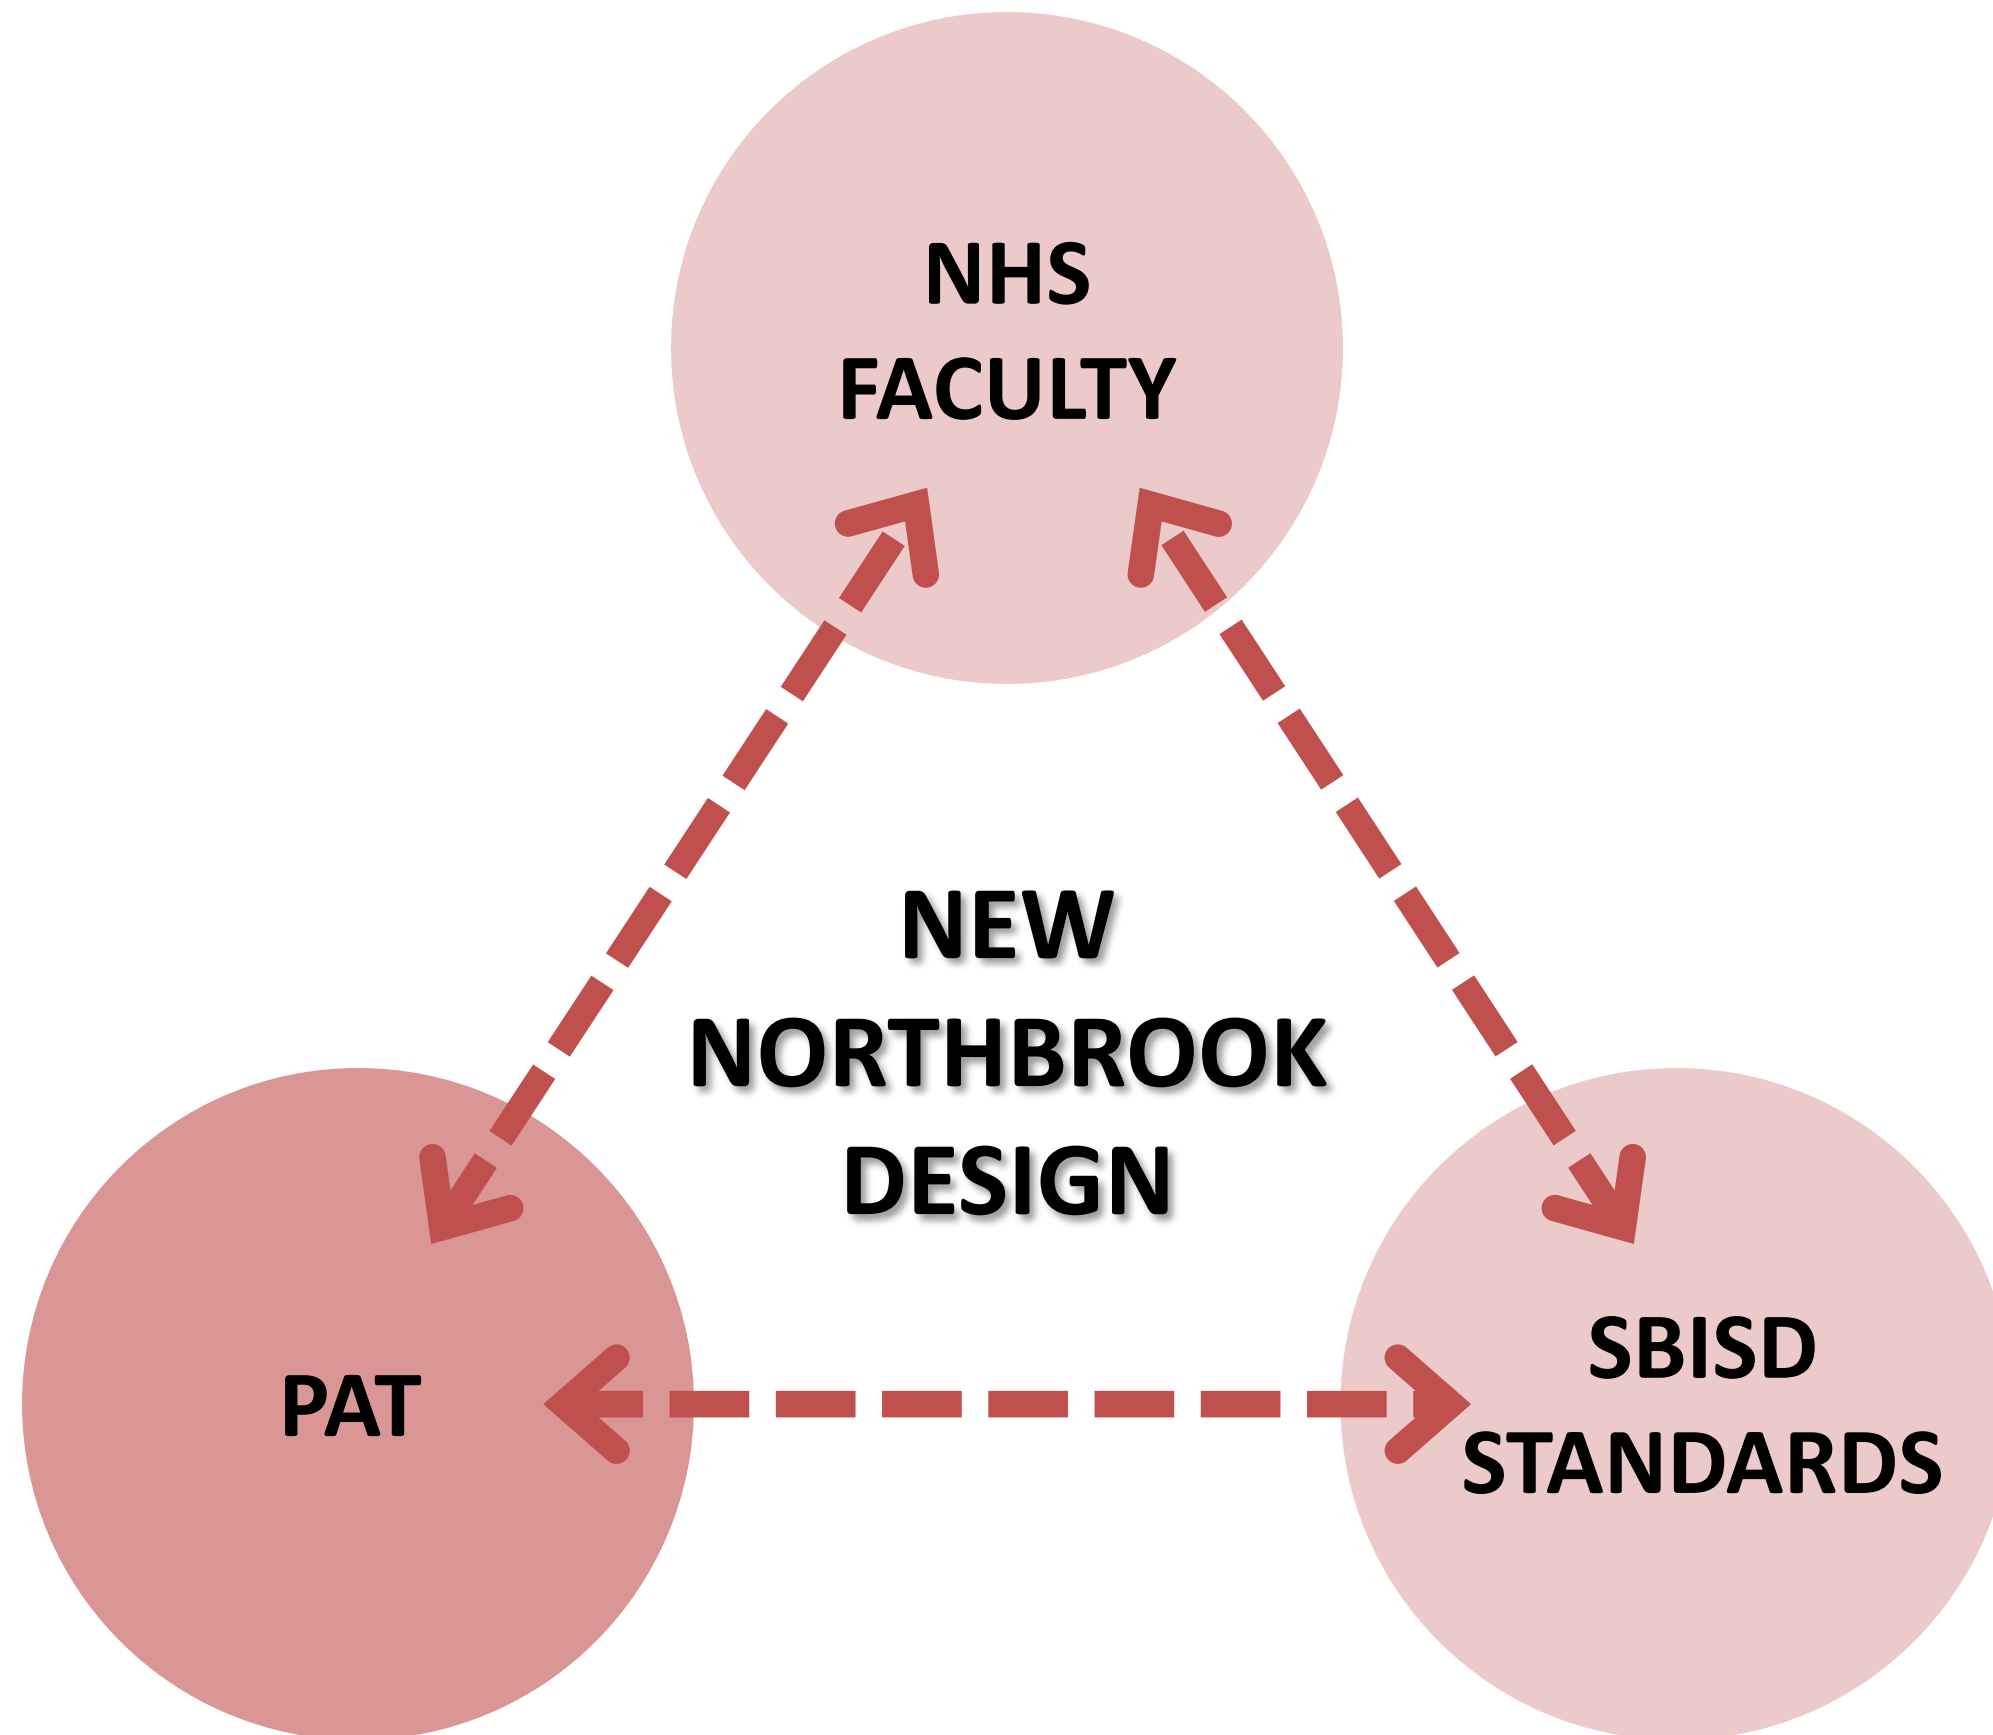 NHS
FACULTY
NEW
NORTHBROOK
DESIGN
PAT
SBISD
STANDARDS